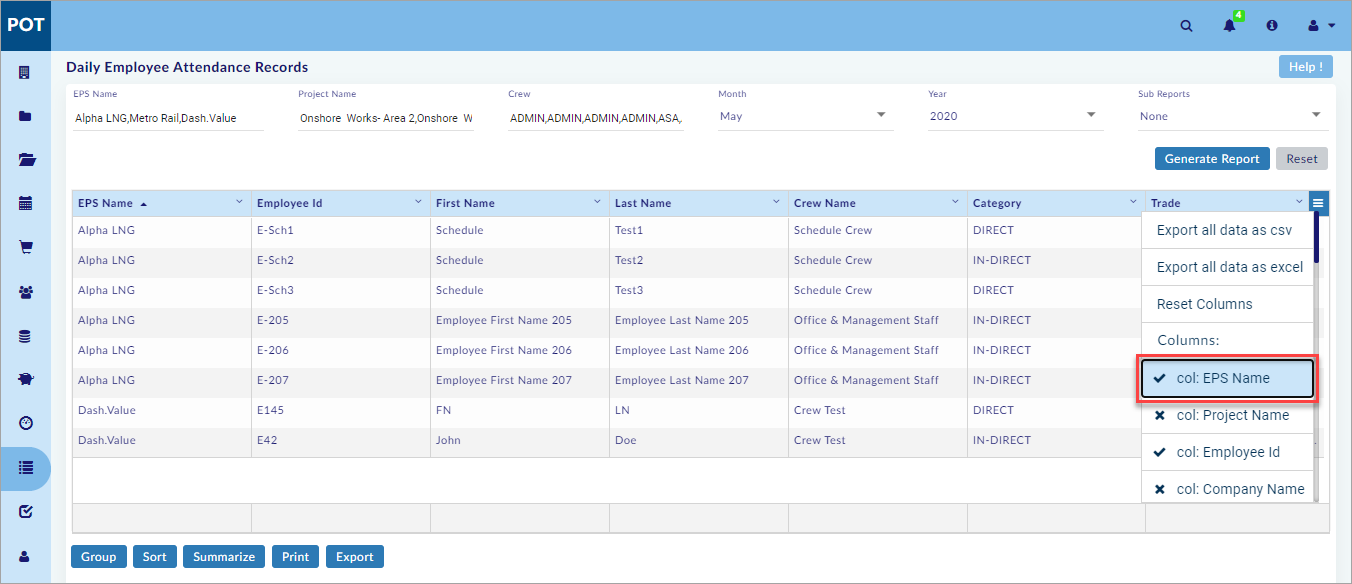 POT
4
Daily Employee Attendance Records
Help !
EPS Name Project Name Crew Month Year Sub Reports
Alpha LNG,Metro Rail,Dash.Value Onshore Works- Area 2,Onshore W ADMIN,ADMIN,ADMIN,ADMIN,ASA, May 2020 None
Generate Report Reset
EPS Name Employee Id First Name Last Name Crew Name Category Trade
Alpha LNG E-Sch1 Schedule Test1 Schedule Crew DIRECT
Alpha LNG E-Sch2 Schedule Test2 Schedule Crew IN-DIRECT
Alpha LNG E-Sch3 Schedule Test3 Schedule Crew DIRECT
Alpha LNG E-205 Employee First Name 205 Employee Last Name 205 Office & Management Staff IN-DIRECT
Alpha LNG E-206 Employee First Name 206 Employee Last Name 206 Office & Management Staff IN-DIRECT
Alpha LNG E-207 Employee First Name 207 Employee Last Name 207 Office & Management Staff IN-DIRECT
Dash.Value E145 FN LN Crew Test DIRECT
Dash.Value E42 John Doe Crew Test IN-DIRECT
Export all data as csv
Export all data as excel
Reset Columns
Columns:
col: EPS Name
col: Project Name
col: Employee Id
col: Company Name
Group Sort Summarize Print Export